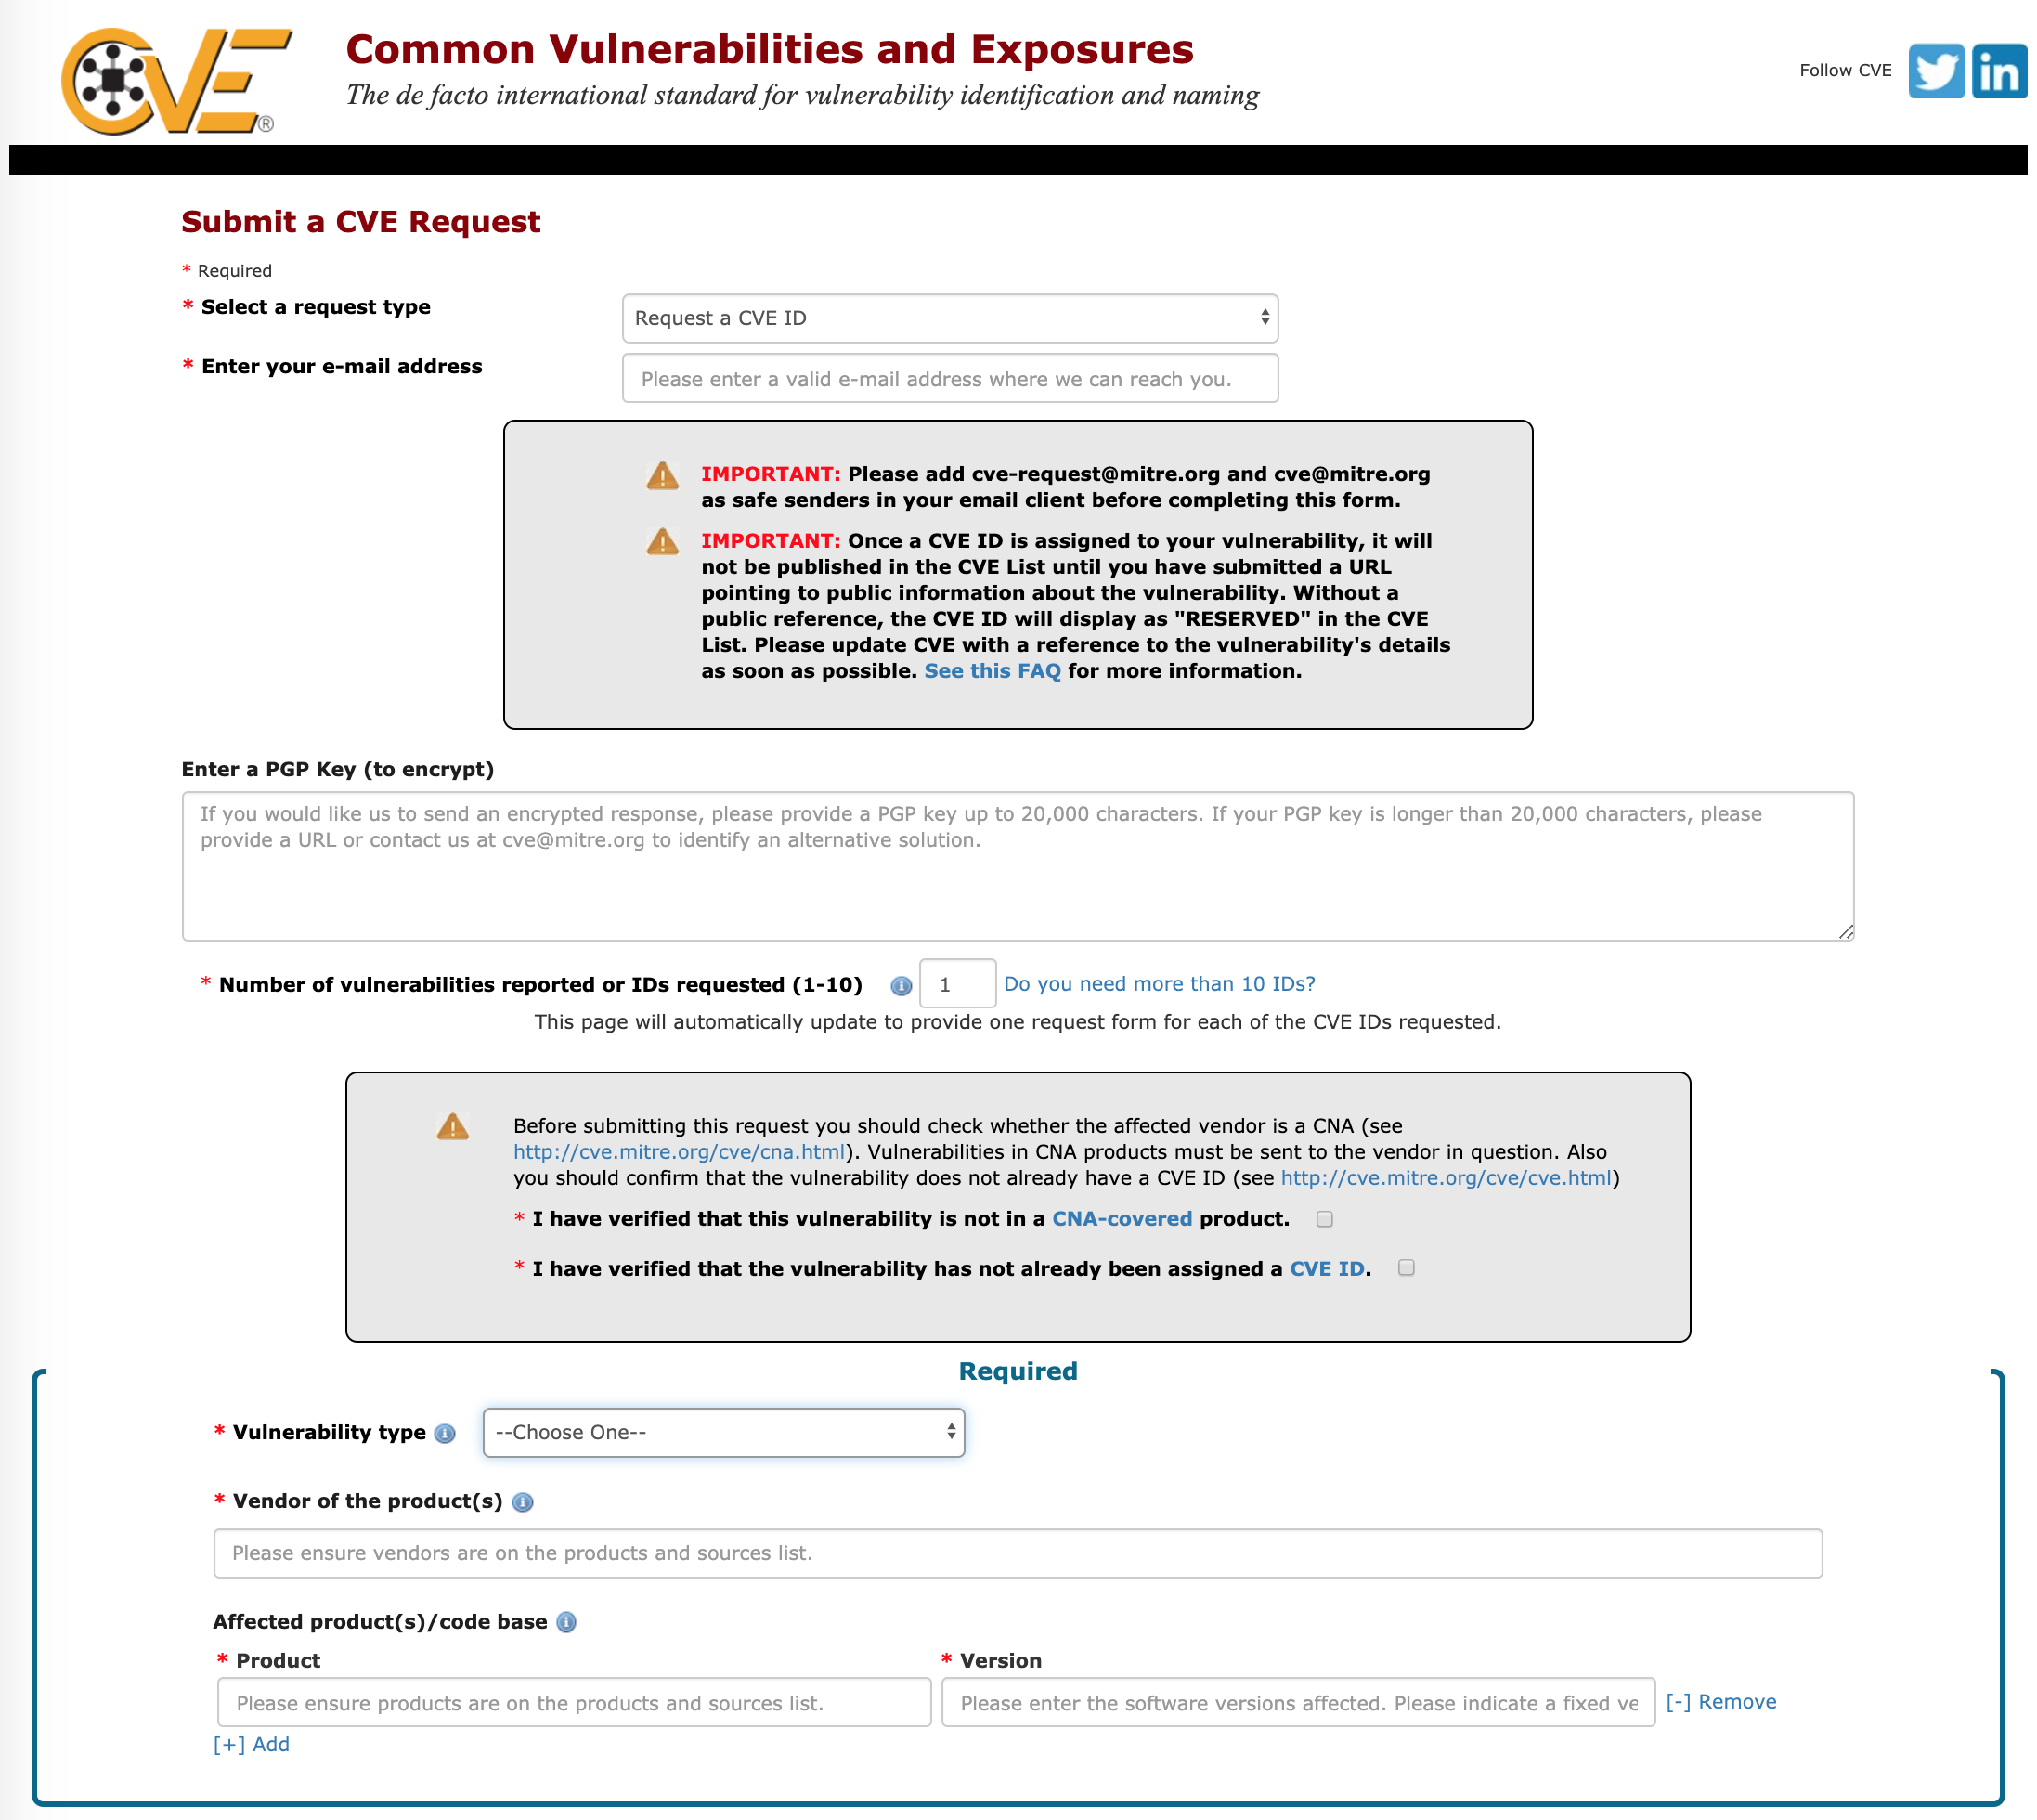 CVE®
Common Vulnerabilities and Exposures
The de facto international standard for vulnerability identification and naming
Follow CVE
in
Submit a CVE Request
* Required
* Select a request type
Request a CVE ID
* Enter your e-mail address
Please enter a valid e-mail address where we can reach you.
IMPORTANT: Please add cve-request@mitre.org and cve@mitre.org
as safe senders in your email client before completing this form.
IMPORTANT: Once a CVE ID is assigned to your vulnerability, it will
not be published in the CVE List until you have submitted a URL
pointing to public information about the vulnerability. Without a
public reference, the CVE ID will display as "RESERVED" in the CVE
List. Please update CVE with a reference to the vulnerability's details
as soon as possible. See this FAQ for more information.
Enter a PGP Key (to encrypt)
If you would like us to send an encrypted response, please provide a PGP key up to 20,000 characters. If your PGP key is longer than 20,000 characters, please
provide a URL or contact us at cve@mitre.org to identify an alternative solution.
* Number of vulnerabilities reported or IDs requested (1-10) i 1 Do you need more than 10 IDs?
This page will automatically update to provide one request form for each of the CVE IDs requested.
Before submitting this request you should check whether the affected vendor is a CNA (see
http://cve.mitre.org/cve/cna.html). Vulnerabilities in CNA products must be sent to the vendor in question. Also
you should confirm that the vulnerability does not already have a CVE ID (see http://cve.mitre.org/cve/cve.html)
* I have verified that this vulnerability is not in a CNA-covered product.
* I have verified that the vulnerability has not already been assigned a CVE ID.
Required
* Vulnerability type i --Choose One--
* Vendor of the product(s) i
Please ensure vendors are on the products and sources list.
Affected product(s)/code base i
* Product * Version
Please ensure products are on the products and sources list. Please enter the software versions affected. Please indicate a fixed ve [-] Remove
[+] Add